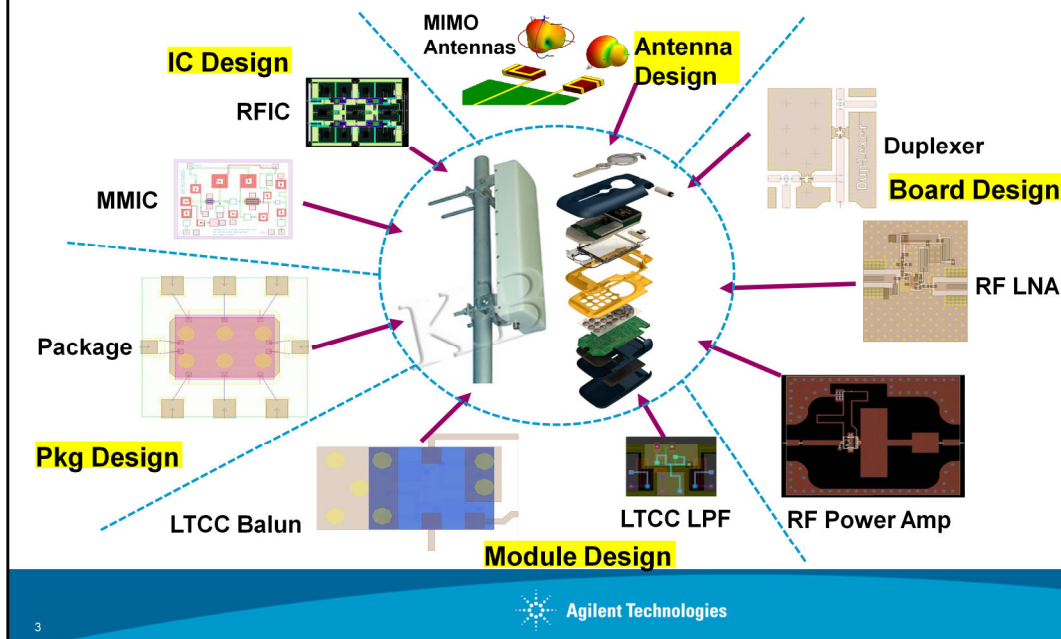 MIMO
Antennas
Antenna
Design
IC Design
RFIC
Duplexer
Board Design
MMIC
RF LNA
Package
Pkg Design
LTCC Balun
LTCC LPF
RF Power Amp
Module Design
Agilent Technologies
3